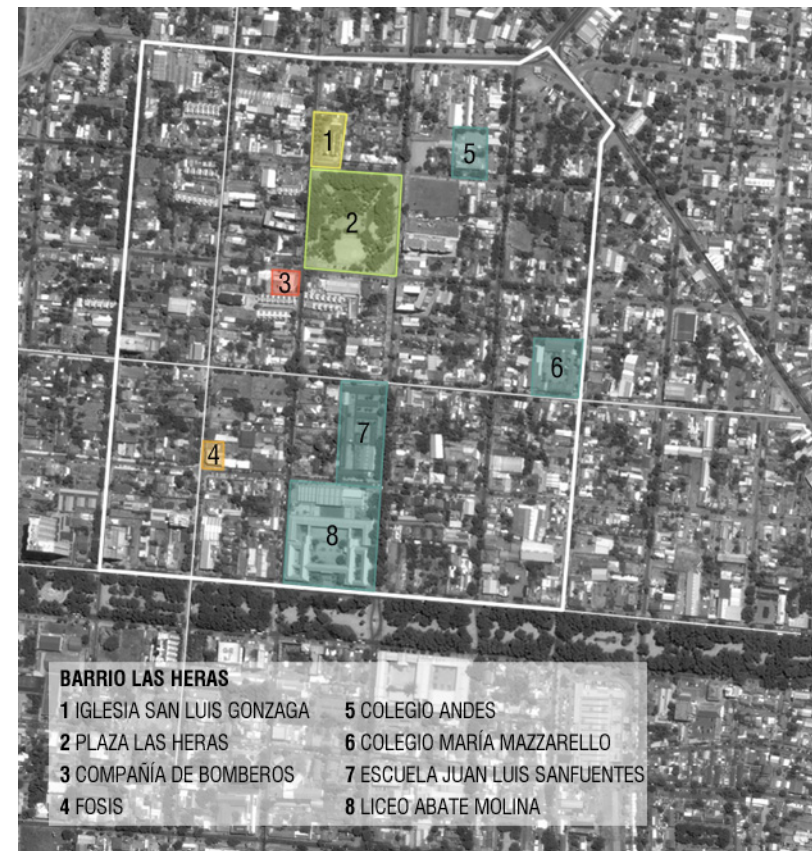 1
5
2
3
6
7
4
8
BARRIO LAS HERAS
1 IGLESIA SAN LUIS GONZAGA
2 PLAZA LAS HERAS
3 COMPAÑÍA DE BOMBEROS
4 FOSIS
5 COLEGIO ANDES
6 COLEGIO MARÍA MAZZARELLO
7 ESCUELA JUAN LUIS SANFUENTES
8 LICEO ABATE MOLINA